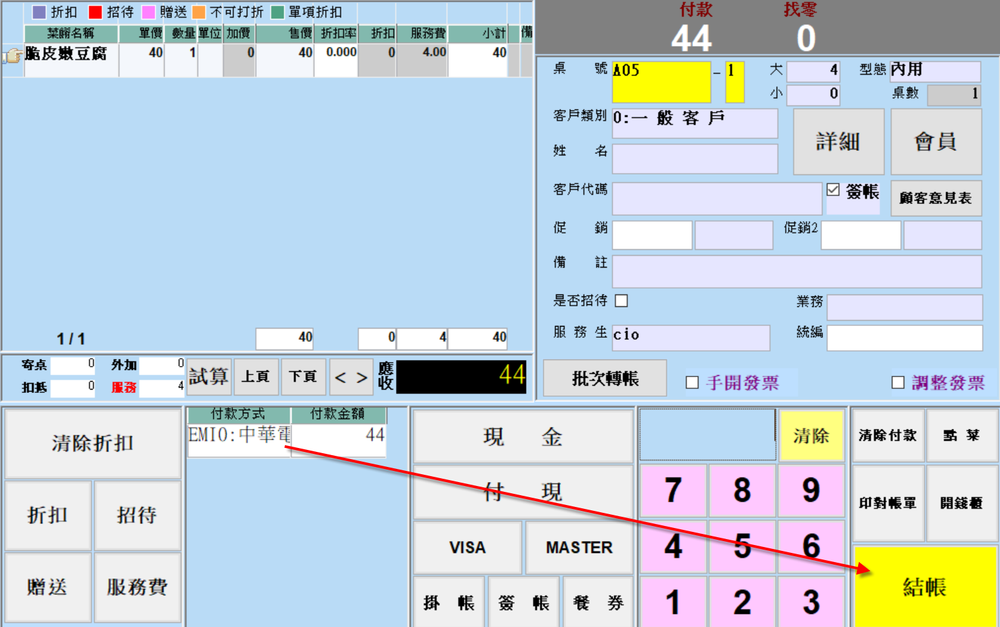 折扣 招待 贈送 不可打折 單項折扣
菜餚名稱 單價 數量 單位 加價 售價 折扣率 折扣 服務費 小計 備
脆皮嫩豆腐 40 1 0 40 0.000 0 4.00 40
1 / 1 40 0 4 40
寄点 0 外加 0
扣抵 0 服務 4
試算 上頁 下頁 < > 應收 44
付款 找零
44 0
桌 號 A05 - 1 大 4 型態 內用
小 0 桌數 1
客戶類別 0:一 般 客 戶
詳細 會員
姓 名
客戶代碼 簽帳 顧客意見表
促 銷 促銷2
備 註
是否招待 業務
服 務 生 cio 統編
批次轉帳 手開發票 調整發票
清除折扣
折扣 招待
贈送 服務費
付款方式 付款金額
EMIO:中華電 44
現 金
付 現
VISA MASTER
掛 帳 簽 帳 餐 券
清除
7 8 9
4 5 6
1 2 3
清除付款 點 菜
印對帳單 開錢櫃
結帳